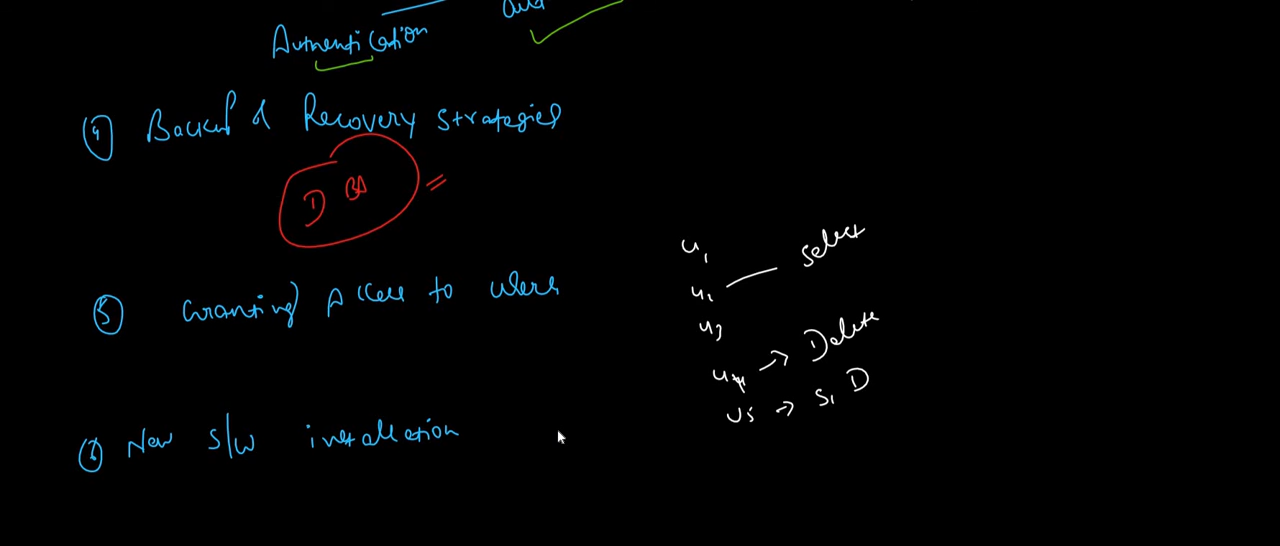 Aut
Authentication
④ Backup & Recovery strategies
DBA
⑤ Granting Access to Users
u1
u2 — Select
u3
u4 → Delete
u5 → S, D
⑥ New s/w installation